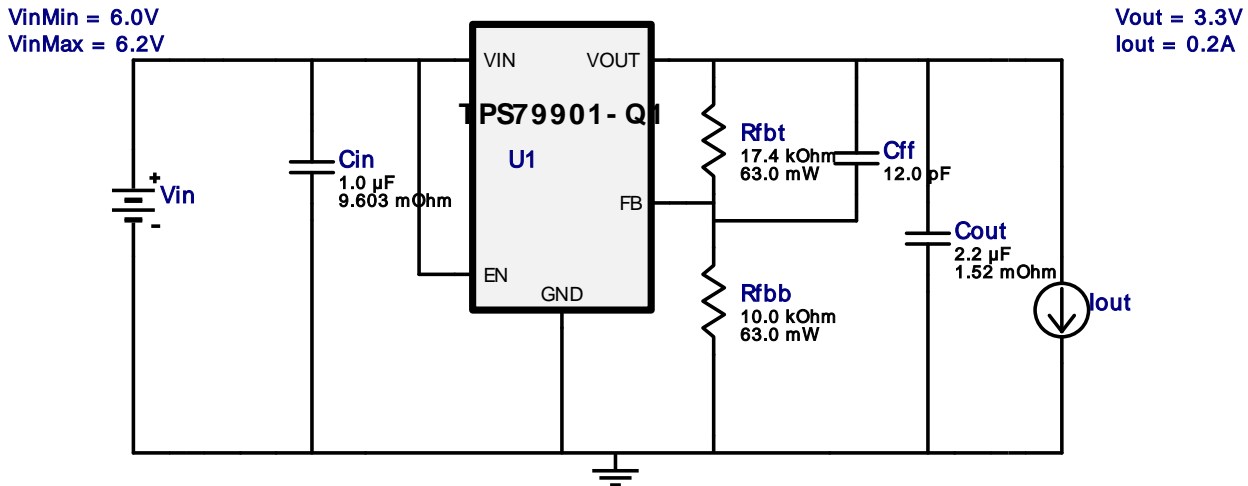 VinMin = 6.0V
VinMax = 6.2V
Vout = 3.3V
Iout = 0.2A
VIN
VOUT
TPS79901-Q1
U1
FB
EN
GND
Vin
+
-
Cin
1.0 µF
9.603 mOhm
Rfbt
17.4 kOhm
63.0 mW
Cff
12.0 pF
Rfbb
10.0 kOhm
63.0 mW
Cout
2.2 µF
1.52 mOhm
Iout